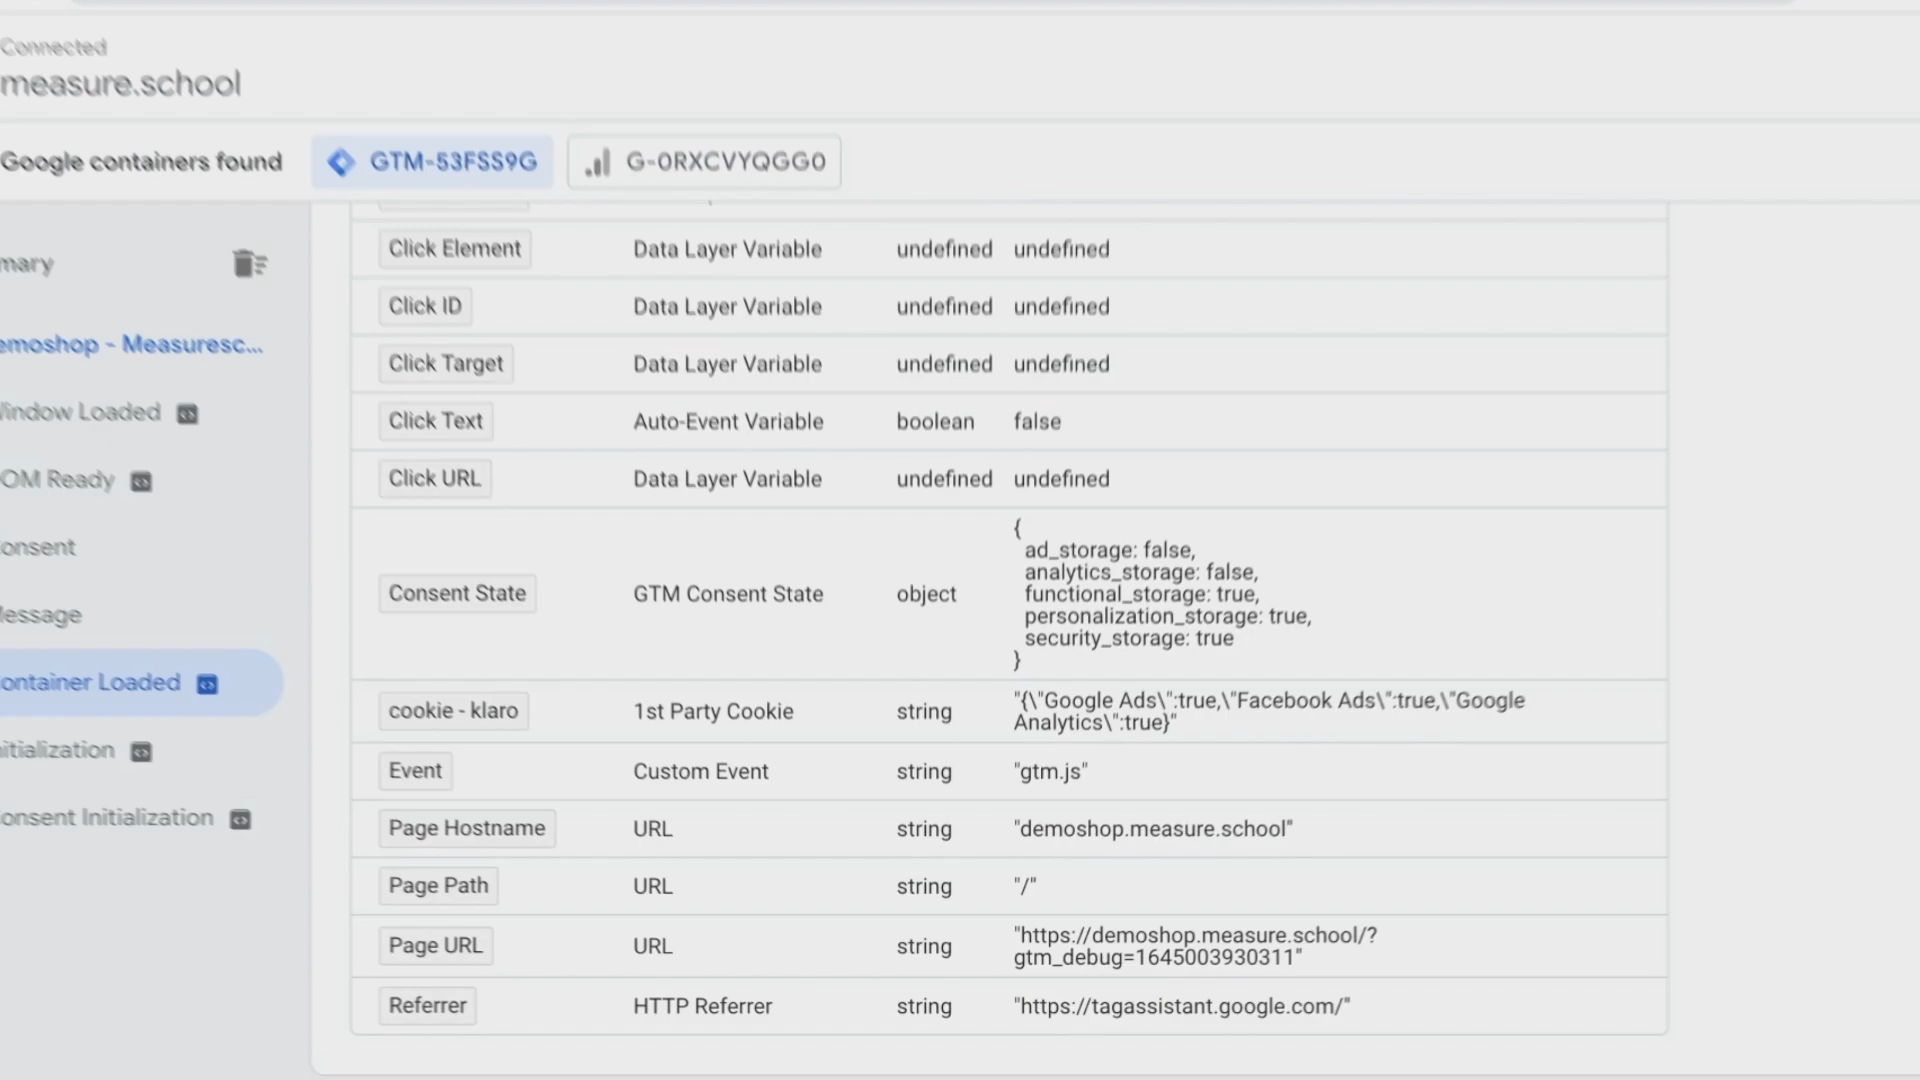 Connected
measure.school
Google containers found GTM-53FSS9G G-0RXCVYQGG0
mary
emoshop - Measuresc...
Window Loaded
OM Ready
onsent
Message
ontainer Loaded
nitialization
onsent Initialization
Click Element Data Layer Variable undefined undefined
Click ID Data Layer Variable undefined undefined
Click Target Data Layer Variable undefined undefined
Click Text Auto-Event Variable boolean false
Click URL Data Layer Variable undefined undefined
Consent State GTM Consent State object
{
ad_storage: false,
analytics_storage: false,
functional_storage: true,
personalization_storage: true,
security_storage: true
}
cookie - klaro 1st Party Cookie string "{\"Google Ads\":true,\"Facebook Ads\":true,\"Google
Analytics\":true}"
Event Custom Event string "gtm.js"
Page Hostname URL string "demoshop.measure.school"
Page Path URL string "/"
Page URL URL string "https://demoshop.measure.school/?
gtm_debug=1645003930311"
Referrer HTTP Referrer string "https://tagassistant.google.com/"